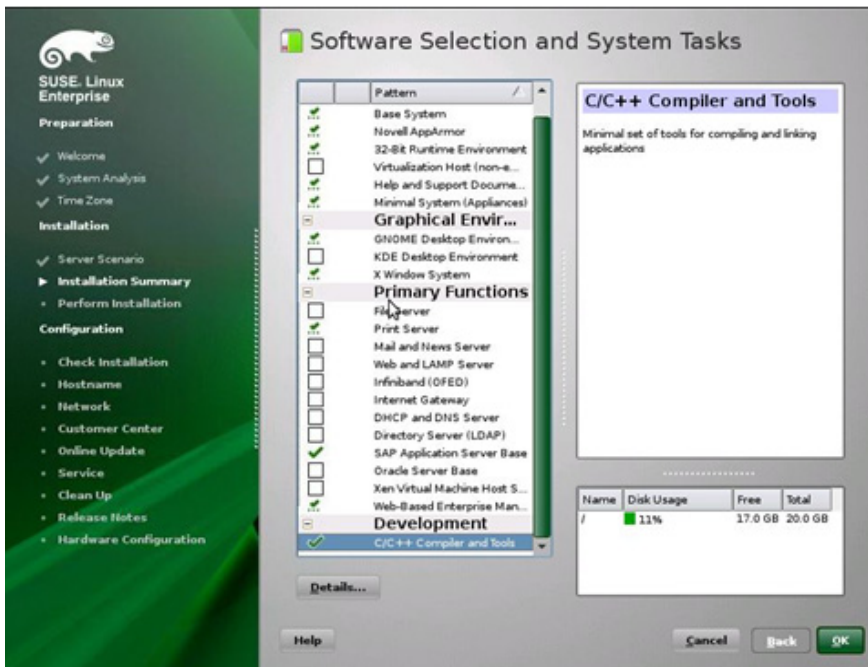 SUSE. Linux
Enterprise
Preparation
Welcome
System Analysis
Time Zone
Installation
Server Scenario
Installation Summary
Perform Installation
Configuration
Check Installation
Hostname
Network
Customer Center
Online Update
Service
Clean Up
Release Notes
Hardware Configuration
Software Selection and System Tasks
Pattern
Base System
Novell AppArmor
32-Bit Runtime Environment
Virtualization Host (non-e...
Help and Support Docume...
Minimal System (Appliances)
Graphical Envir...
GNOME Desktop Environ...
KDE Desktop Environment
X Window System
Primary Functions
File Server
Print Server
Mail and News Server
Web and LAMP Server
Infiniband (OFED)
Internet Gateway
DHCP and DNS Server
Directory Server (LDAP)
SAP Application Server Base
Oracle Server Base
Xen Virtual Machine Host S...
Web-Based Enterprise Man...
Development
C/C++ Compiler and Tools
Details...
C/C++ Compiler and Tools
Minimal set of tools for compiling and linking
applications
Name Disk Usage Free Total
/ 11% 17.0 GB 20.0 GB
Help
Cancel
Back
OK